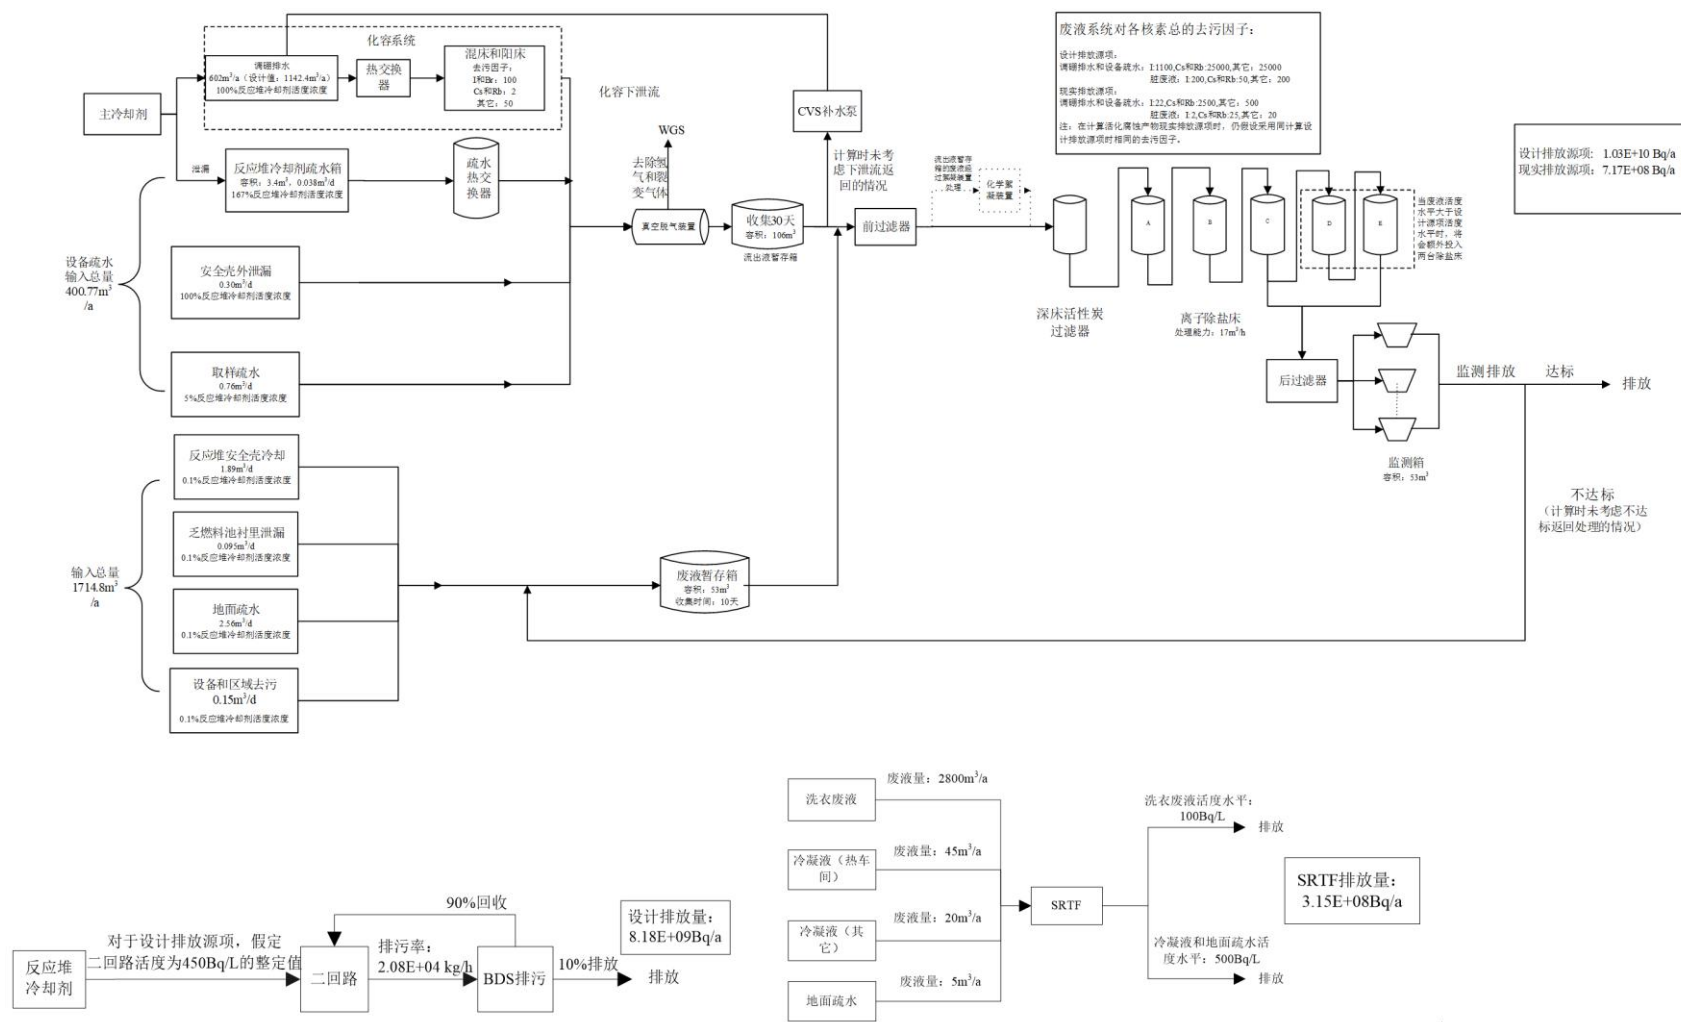 化容系统
调硼排水
602m³/a（设计值：1142.4m³/a）
100%反应堆冷却剂活度浓度
热交换
器
混床和阳床
去污因子：
I和Br：100
Cs和Rb：2
其它：50
主冷却剂
泄漏
反应堆冷却剂疏水箱
容积：3.4m³，0.038m³/d
167%反应堆冷却剂活度浓度
疏水
热交
换器
设备疏水
输入总量
400.77m³
/a
安全壳外泄漏
0.30m³/d
100%反应堆冷却剂活度浓度
取样疏水
0.76m³/d
5%反应堆冷却剂活度浓度
化容下泄流
WGS
去除氢
气和裂
变气体
真空脱气装置
收集30天
容积：106m³
流出液暂存箱
CVS补水泵
计算时未考
虑下泄流返
回的情况
前过滤器
流出液暂存
箱的废液经
过絮凝装置
处理
化学絮
凝装置
废液系统对各核素总的去污因子：
设计排放源项：
调硼排水和设备疏水：I:1100,Cs和Rb:25000,其它：25000
脏废液：I:200,Cs和Rb:50,其它：200
现实排放源项：
调硼排水和设备疏水：I:22,Cs和Rb:2500,其它：500
脏废液：I:2,Cs和Rb:25,其它：20
注：在计算活化腐蚀产物现实排放源项时，仍假设采用同计算设
计排放源项时相同的去污因子。
设计排放源项: 1.03E+10 Bq/a
现实排放源项: 7.17E+08 Bq/a
A
B
C
D
E
当废液活度
水平大于设
计源项活度
水平时，将
会额外投入
两台除盐床
深床活性炭
过滤器
离子除盐床
处理能力：17m³/h
后过滤器
监测箱
容积：53m³
监测排放
达标
排放
不达标
（计算时未考虑不达
标返回处理的情况）
输入总量
1714.8m³
/a
反应堆安全壳冷却
1.89m³/d
0.1%反应堆冷却剂活度浓度
乏燃料池衬里泄漏
0.095m³/d
0.1%反应堆冷却剂活度浓度
地面疏水
2.56m³/d
0.1%反应堆冷却剂活度浓度
设备和区域去污
0.15m³/d
0.1%反应堆冷却剂活度浓度
废液暂存箱
容积：53m³
收集时间：10天
反应堆
冷却剂
对于设计排放源项，假定
二回路活度为450Bq/L的整定值
二回路
90%回收
排污率：
2.08E+04 kg/h
BDS排污
10%排放
排放
设计排放量：
8.18E+09Bq/a
洗衣废液
废液量：2800m³/a
冷凝液（热车
间）
废液量：45m³/a
冷凝液（其
它）
废液量：20m³/a
地面疏水
废液量：5m³/a
SRTF
洗衣废液活度水平：
100Bq/L
排放
冷凝液和地面疏水活
度水平：500Bq/L
排放
SRTF排放量：
3.15E+08Bq/a